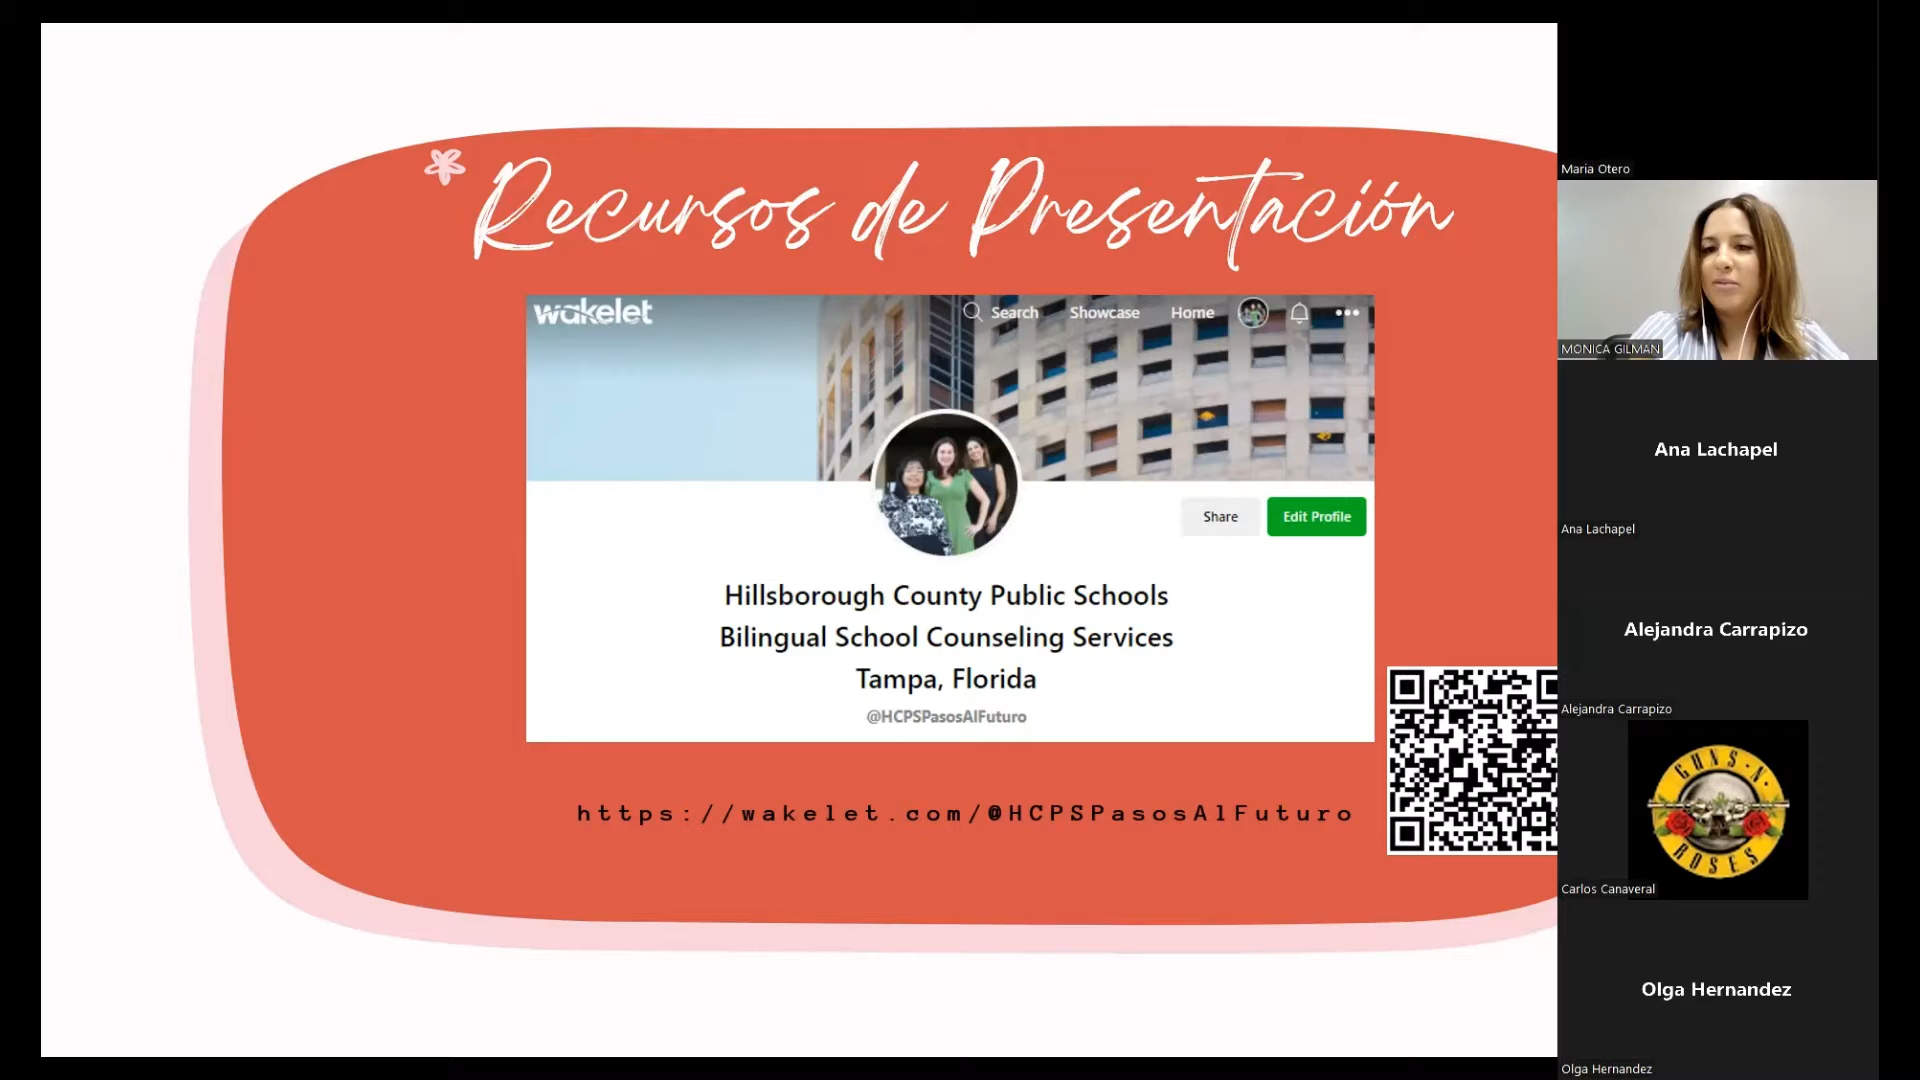 Recursos de Presentación
wakelet
Search Showcase Home
Share
Edit Profile
Hillsborough County Public Schools
Bilingual School Counseling Services
Tampa, Florida
@HCPSPasosAlFuturo
https://wakelet.com/@HCPSPasosAlFuturo
Maria Otero
MONICA GILMAN
Ana Lachapel
Ana Lachapel
Alejandra Carrapizo
Alejandra Carrapizo
GUNS N' ROSES
Carlos Canaveral
Olga Hernandez
Olga Hernandez